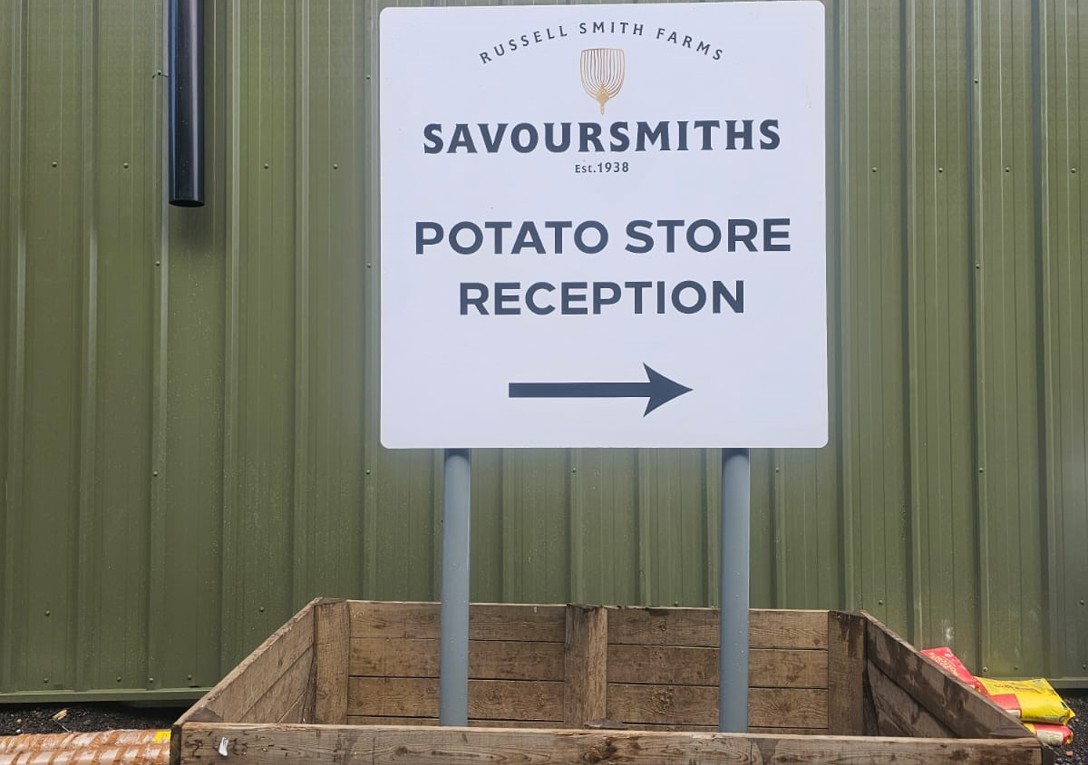 RUSSELL SMITH FARMS
SAVOURSMITHS
Est.1938
POTATO STORE
RECEPTION